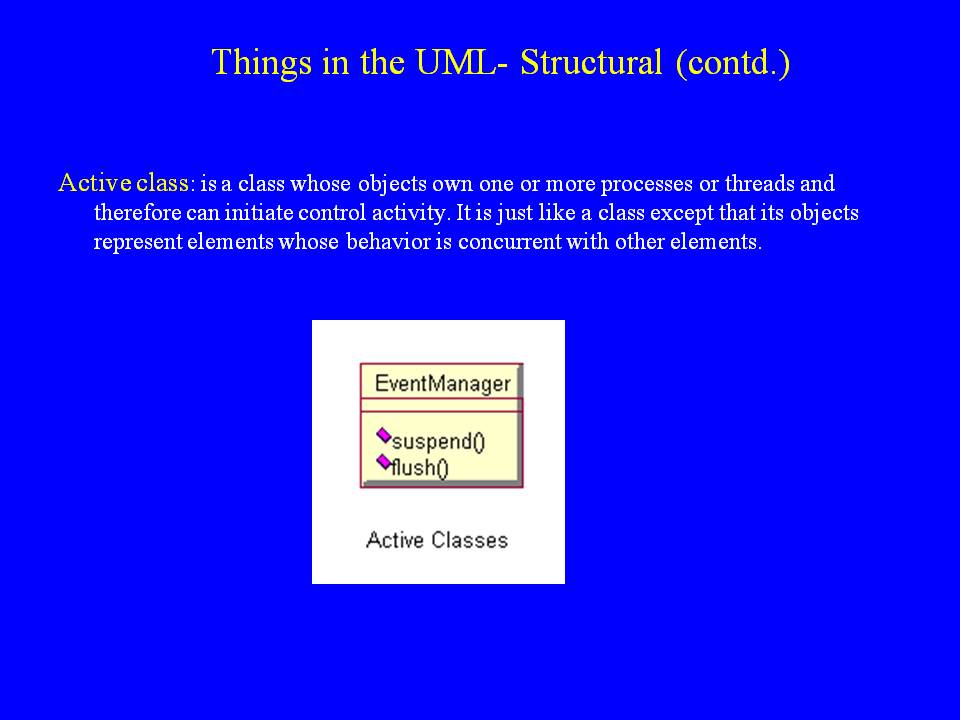 Things in the UML- Structural (contd.)
Active class: is a class whose objects own one or more processes or threads and
therefore can initiate control activity. It is just like a class except that its objects
represent elements whose behavior is concurrent with other elements.
EventManager
suspend()
flush()
Active Classes